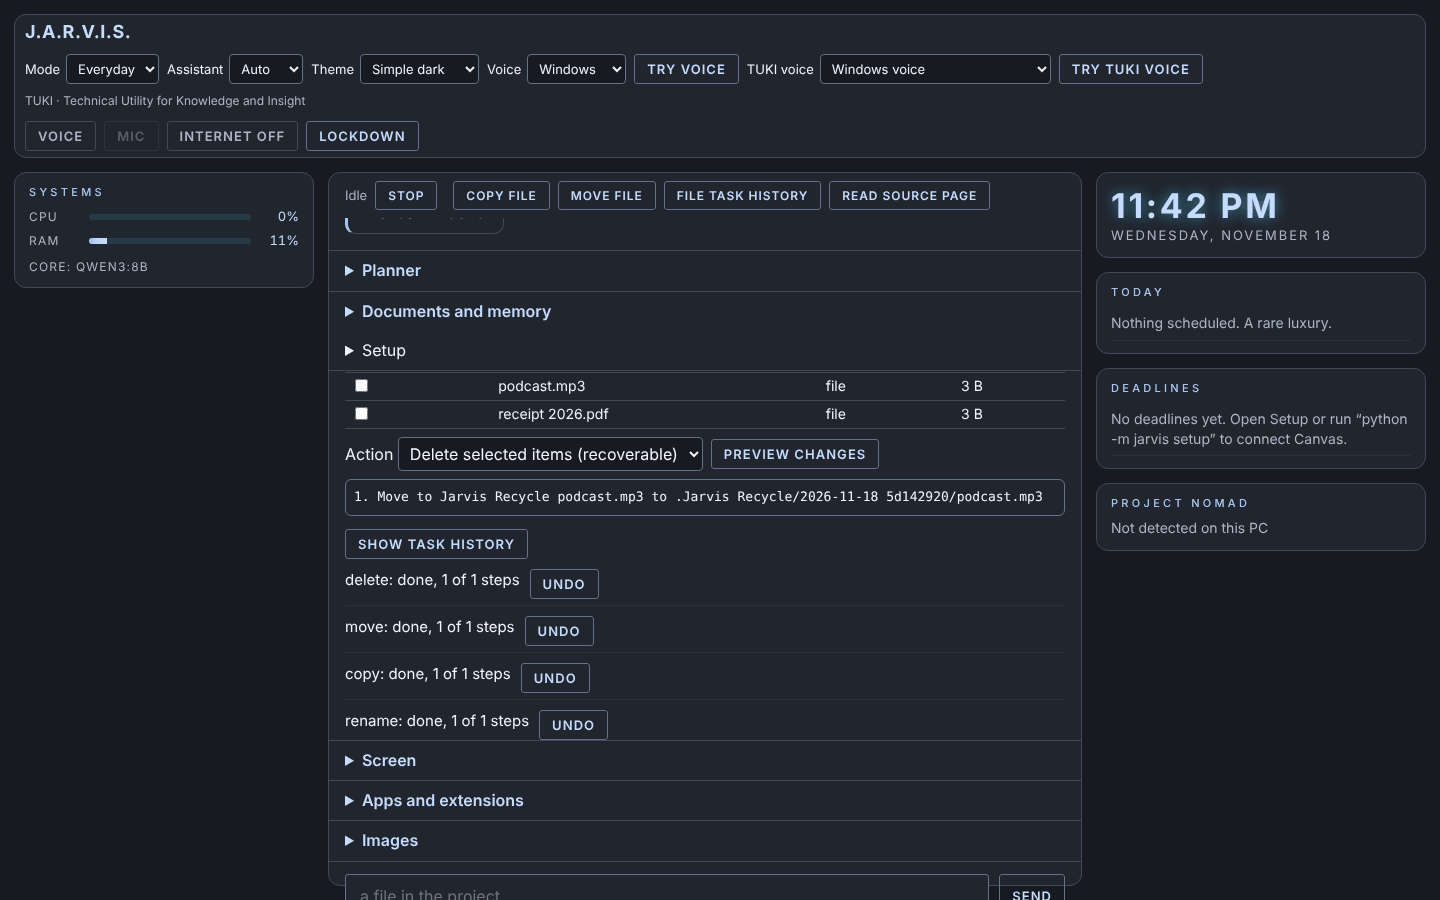 J.A.R.V.I.S.
Mode Everyday Assistant Auto Theme Simple dark Voice Windows TRY VOICE TUKI voice Windows voice TRY TUKI VOICE
TUKI · Technical Utility for Knowledge and Insight
VOICE MIC INTERNET OFF LOCKDOWN
SYSTEMS
CPU 0%
RAM 11%
CORE: QWEN3:8B
Idle STOP COPY FILE MOVE FILE FILE TASK HISTORY READ SOURCE PAGE
Planner
Documents and memory
Setup
podcast.mp3 file 3 B
receipt 2026.pdf file 3 B
Action Delete selected items (recoverable) PREVIEW CHANGES
1. Move to Jarvis Recycle podcast.mp3 to .Jarvis Recycle/2026-11-18 5d142920/podcast.mp3
SHOW TASK HISTORY
delete: done, 1 of 1 steps UNDO
move: done, 1 of 1 steps UNDO
copy: done, 1 of 1 steps UNDO
rename: done, 1 of 1 steps UNDO
Screen
Apps and extensions
Images
a file in the project SEND
11:42 PM
WEDNESDAY, NOVEMBER 18
TODAY
Nothing scheduled. A rare luxury.
DEADLINES
No deadlines yet. Open Setup or run “python
-m jarvis setup” to connect Canvas.
PROJECT NOMAD
Not detected on this PC